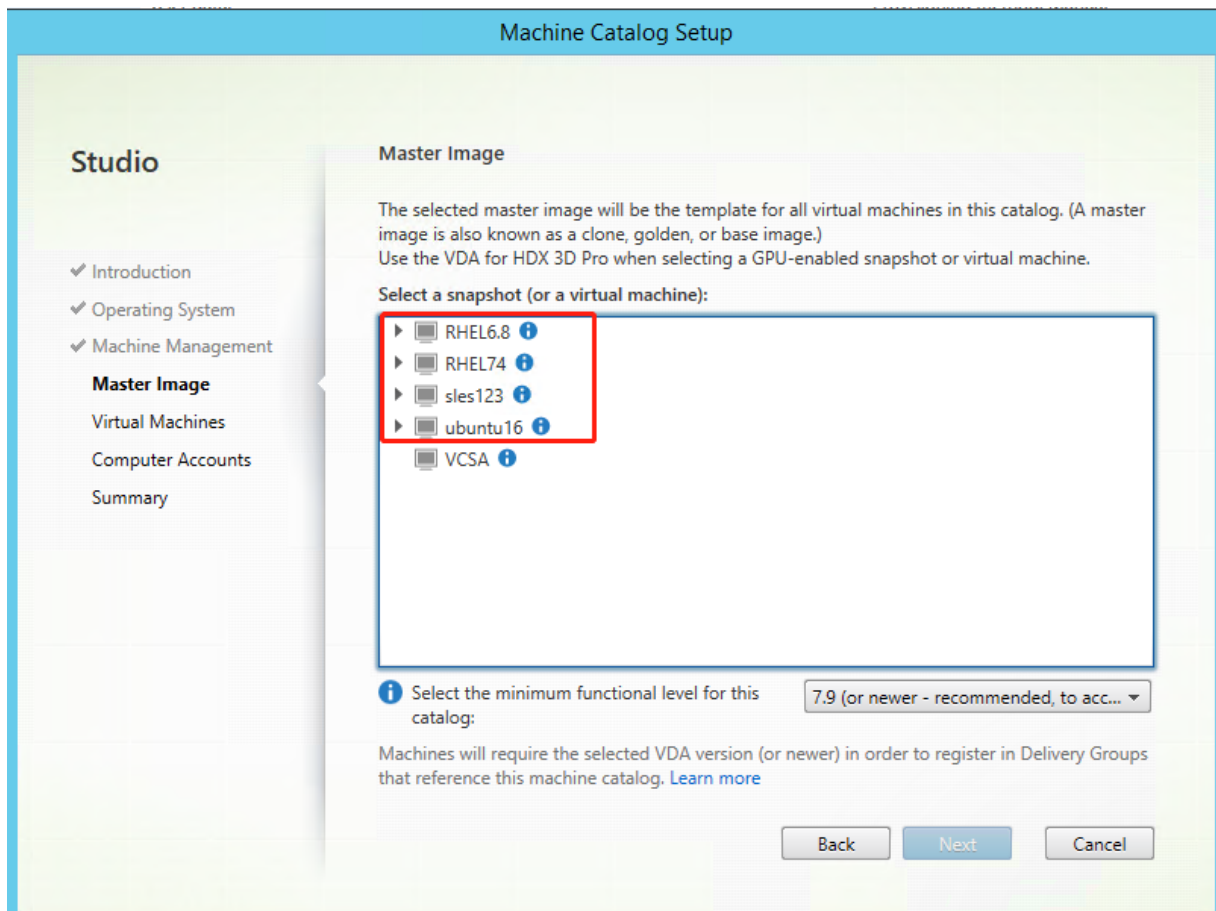 Machine Catalog Setup
Studio
Introduction
Operating System
Machine Management
Master Image
Virtual Machines
Computer Accounts
Summary
Master Image
The selected master image will be the template for all virtual machines in this catalog. (A master
image is also known as a clone, golden, or base image.)
Use the VDA for HDX 3D Pro when selecting a GPU-enabled snapshot or virtual machine.
Select a snapshot (or a virtual machine):
RHEL6.8
RHEL74
sles123
ubuntu16
VCSA
Select the minimum functional level for this
catalog:
7.9 (or newer - recommended, to acc...
Machines will require the selected VDA version (or newer) in order to register in Delivery Groups
that reference this machine catalog. Learn more
Back
Next
Cancel